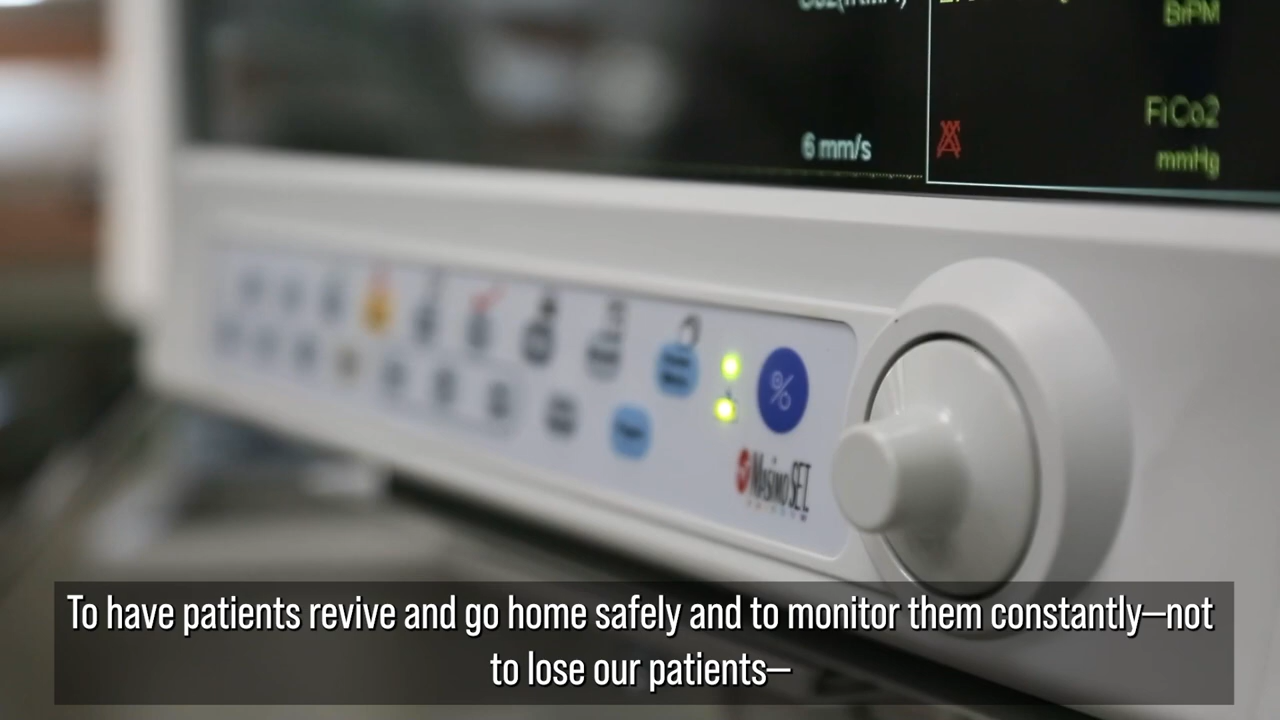 BrPM
6 mm/s
FiCo2
mmHg
%
Masimo SET
To have patients revive and go home safely and to monitor them constantly—not
to lose our patients—